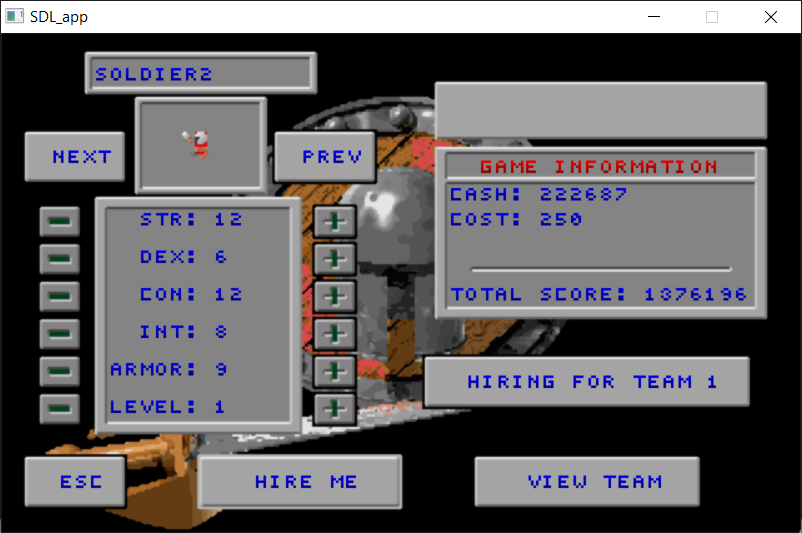 SDL_app
SOLDIER2
NEXT
PREV
GAME INFORMATION
CASH: 222687
COST: 250
TOTAL SCORE: 1376196
STR: 12
DEX: 6
CON: 12
INT: 8
ARMOR: 9
LEVEL: 1
HIRING FOR TEAM 1
ESC
HIRE ME
VIEW TEAM